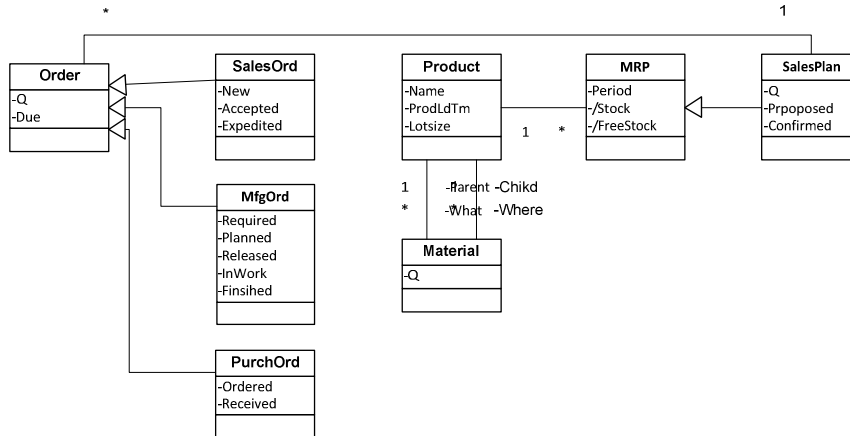 * 1
Order
-Q
-Due
SalesOrd
-New
-Accepted
-Expedited
Product
-Name
-ProdLdTm
-Lotsize
1 *
MRP
-Period
-/Stock
-/FreeStock
SalesPlan
-Q
-Prpoposed
-Confirmed
MfgOrd
-Required
-Planned
-Released
-InWork
-Finsihed
1 1 -Parent -Chikd
* * -What -Where
Material
-Q
PurchOrd
-Ordered
-Received